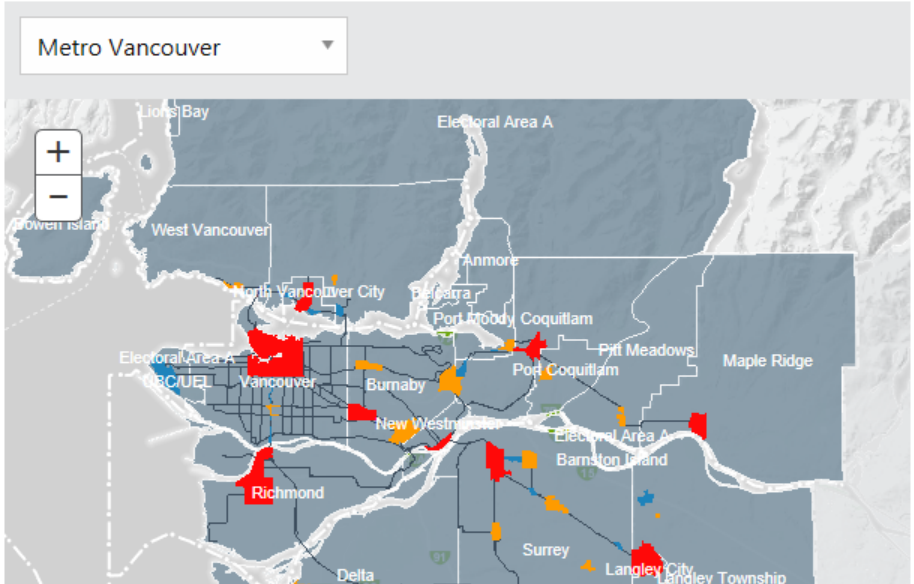 Metro Vancouver
Lions Bay
Electoral Area A
+
−
Bowen Island
West Vancouver
Anmore
North Vancouver City
Belcarra
Port Moody Coquitlam
Pitt Meadows
Electoral Area A
Maple Ridge
Port Coquitlam
UBC/UEL
Vancouver
Burnaby
New Westminster
Electoral Area A
Barnston Island
Richmond
Surrey
91
Langley City
Delta
Langley Township